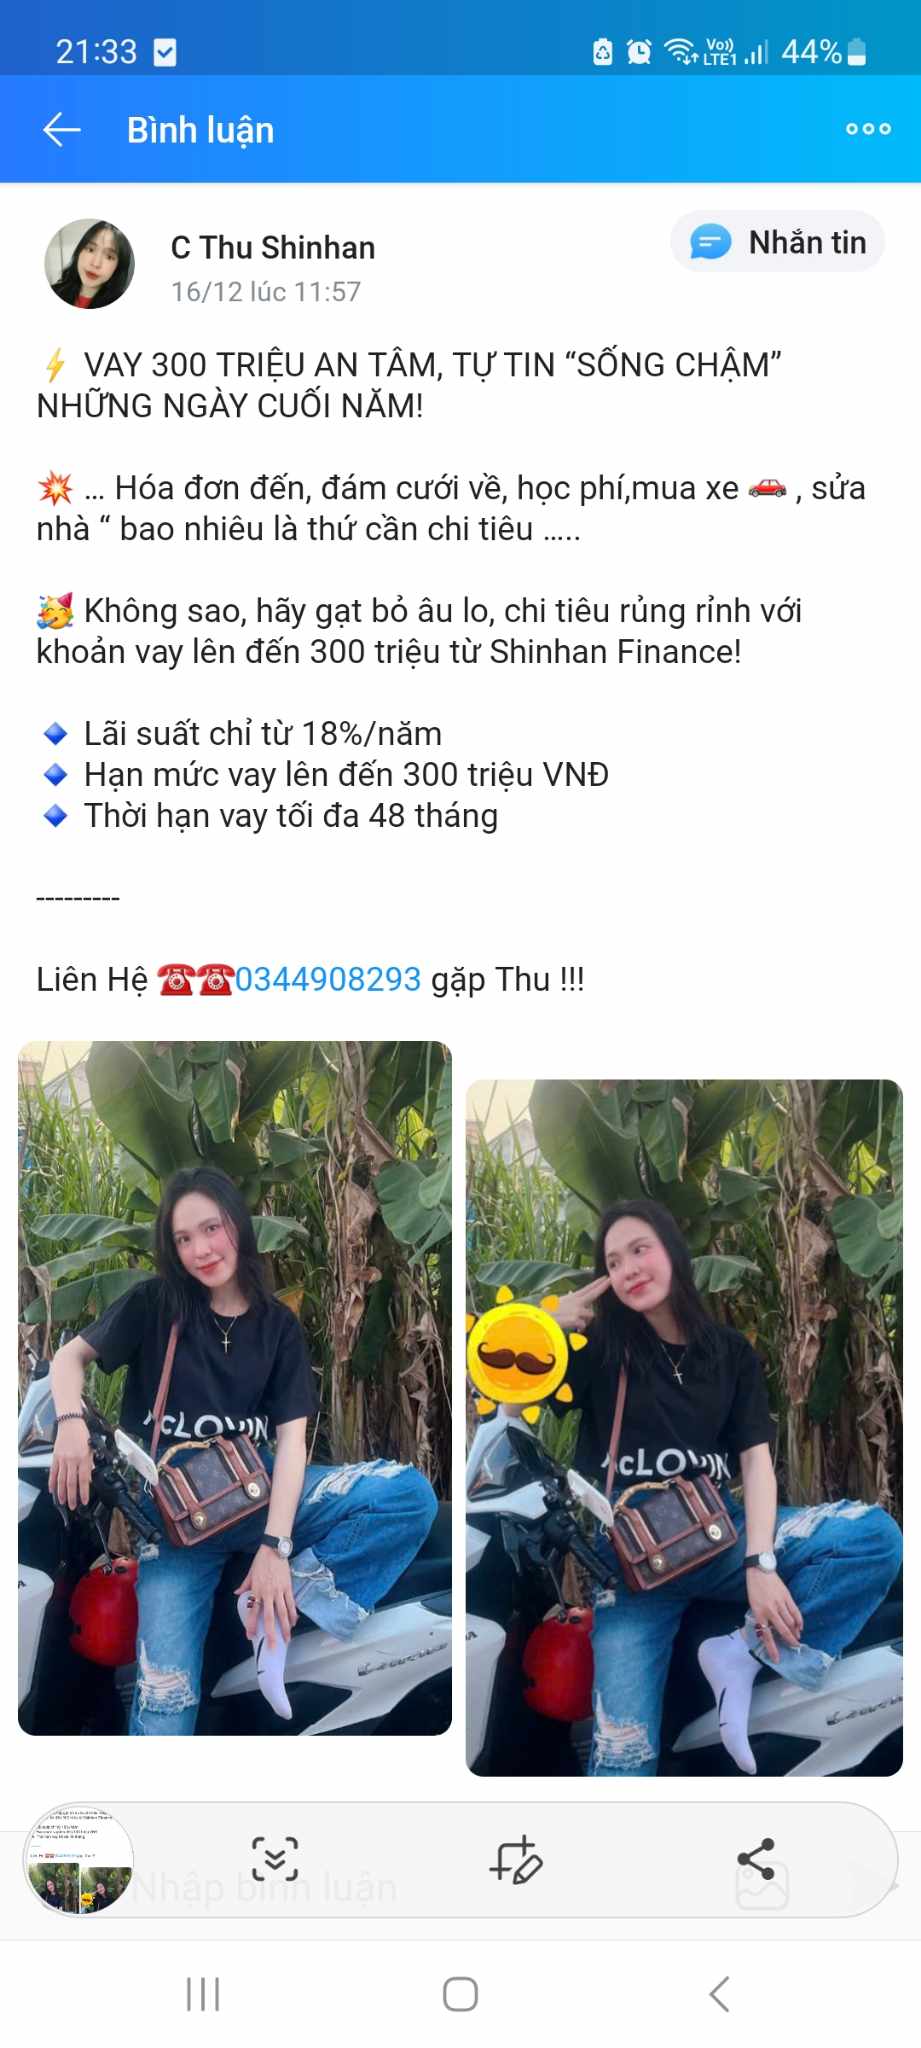 21:33
Vo))
LTE1
44%
Bình luận
C Thu Shinhan
16/12 lúc 11:57
Nhắn tin
⚡ VAY 300 TRIỆU AN TÂM, TỰ TIN “SỐNG CHẬM”
NHỮNG NGÀY CUỐI NĂM!
💥 ... Hóa đơn đến, đám cưới về, học phí,mua xe 🚗 , sửa
nhà “ bao nhiêu là thứ cần chi tiêu .....
🥳 Không sao, hãy gạt bỏ âu lo, chi tiêu rủng rỉnh với
khoản vay lên đến 300 triệu từ Shinhan Finance!
🔹 Lãi suất chỉ từ 18%/năm
🔹 Hạn mức vay lên đến 300 triệu VNĐ
🔹 Thời hạn vay tối đa 48 tháng
---------
Liên Hệ ☎️☎️0344908293 gặp Thu !!!
Nhập bình luận